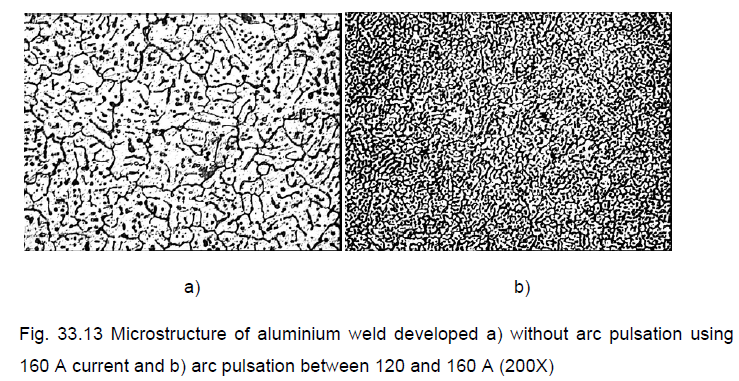 a) b)
Fig. 33.13 Microstructure of aluminium weld developed a) without arc pulsation using
160 A current and b) arc pulsation between 120 and 160 A (200X)